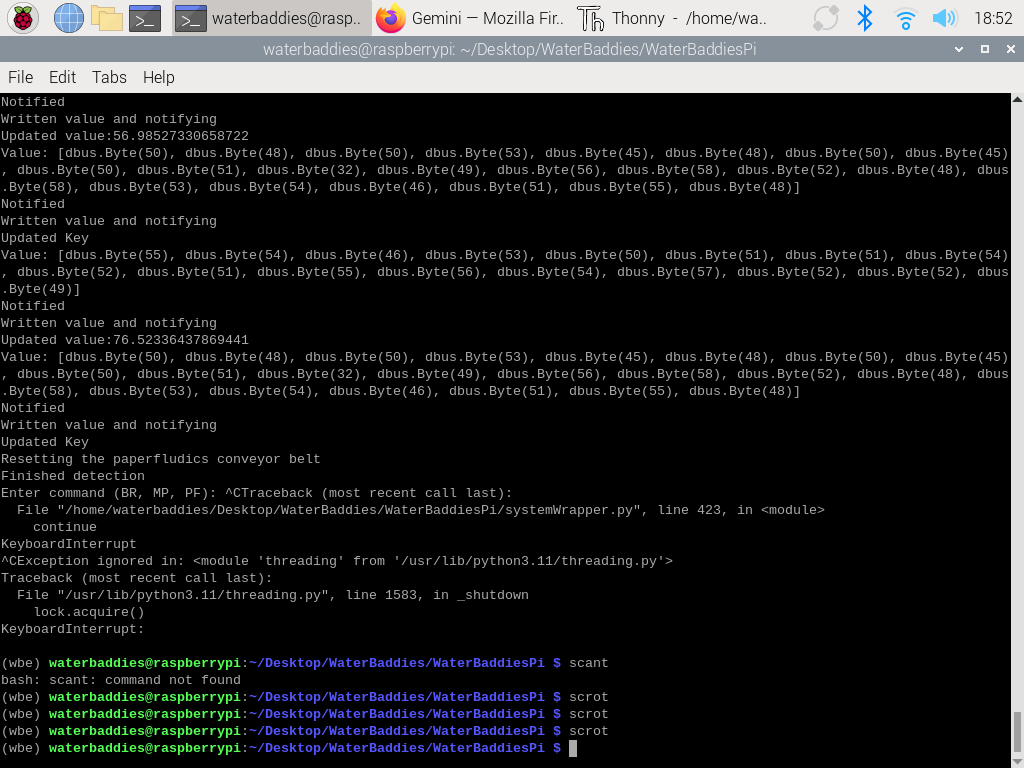 waterbaddies@rasp..
Gemini — Mozilla Fir..
Th Thonny - /home/wa..
18:52
waterbaddies@raspberrypi: ~/Desktop/WaterBaddies/WaterBaddiesPi
File Edit Tabs Help
Notified
Written value and notifying
Updated value:56.98527330658722
Value: [dbus.Byte(50), dbus.Byte(48), dbus.Byte(50), dbus.Byte(53), dbus.Byte(45), dbus.Byte(48), dbus.Byte(50), dbus.Byte(45)
, dbus.Byte(50), dbus.Byte(51), dbus.Byte(32), dbus.Byte(49), dbus.Byte(56), dbus.Byte(58), dbus.Byte(52), dbus.Byte(48), dbus
.Byte(58), dbus.Byte(53), dbus.Byte(54), dbus.Byte(46), dbus.Byte(51), dbus.Byte(55), dbus.Byte(48)]
Notified
Written value and notifying
Updated Key
Value: [dbus.Byte(55), dbus.Byte(54), dbus.Byte(46), dbus.Byte(53), dbus.Byte(50), dbus.Byte(51), dbus.Byte(51), dbus.Byte(54)
, dbus.Byte(52), dbus.Byte(51), dbus.Byte(55), dbus.Byte(56), dbus.Byte(54), dbus.Byte(57), dbus.Byte(52), dbus.Byte(52), dbus
.Byte(49)]
Notified
Written value and notifying
Updated value:76.52336437869441
Value: [dbus.Byte(50), dbus.Byte(48), dbus.Byte(50), dbus.Byte(53), dbus.Byte(45), dbus.Byte(48), dbus.Byte(50), dbus.Byte(45)
, dbus.Byte(50), dbus.Byte(51), dbus.Byte(32), dbus.Byte(49), dbus.Byte(56), dbus.Byte(58), dbus.Byte(52), dbus.Byte(48), dbus
.Byte(58), dbus.Byte(53), dbus.Byte(54), dbus.Byte(46), dbus.Byte(51), dbus.Byte(55), dbus.Byte(48)]
Notified
Written value and notifying
Updated Key
Resetting the paperfludics conveyor belt
Finished detection
Enter command (BR, MP, PF): ^CTraceback (most recent call last):
  File "/home/waterbaddies/Desktop/WaterBaddies/WaterBaddiesPi/systemWrapper.py", line 423, in <module>
    continue
KeyboardInterrupt
^CException ignored in: <module 'threading' from '/usr/lib/python3.11/threading.py'>
Traceback (most recent call last):
  File "/usr/lib/python3.11/threading.py", line 1583, in _shutdown
    lock.acquire()
KeyboardInterrupt:
(wbe) waterbaddies@raspberrypi:~/Desktop/WaterBaddies/WaterBaddiesPi $ scant
bash: scant: command not found
(wbe) waterbaddies@raspberrypi:~/Desktop/WaterBaddies/WaterBaddiesPi $ scrot
(wbe) waterbaddies@raspberrypi:~/Desktop/WaterBaddies/WaterBaddiesPi $ scrot
(wbe) waterbaddies@raspberrypi:~/Desktop/WaterBaddies/WaterBaddiesPi $ scrot
(wbe) waterbaddies@raspberrypi:~/Desktop/WaterBaddies/WaterBaddiesPi $